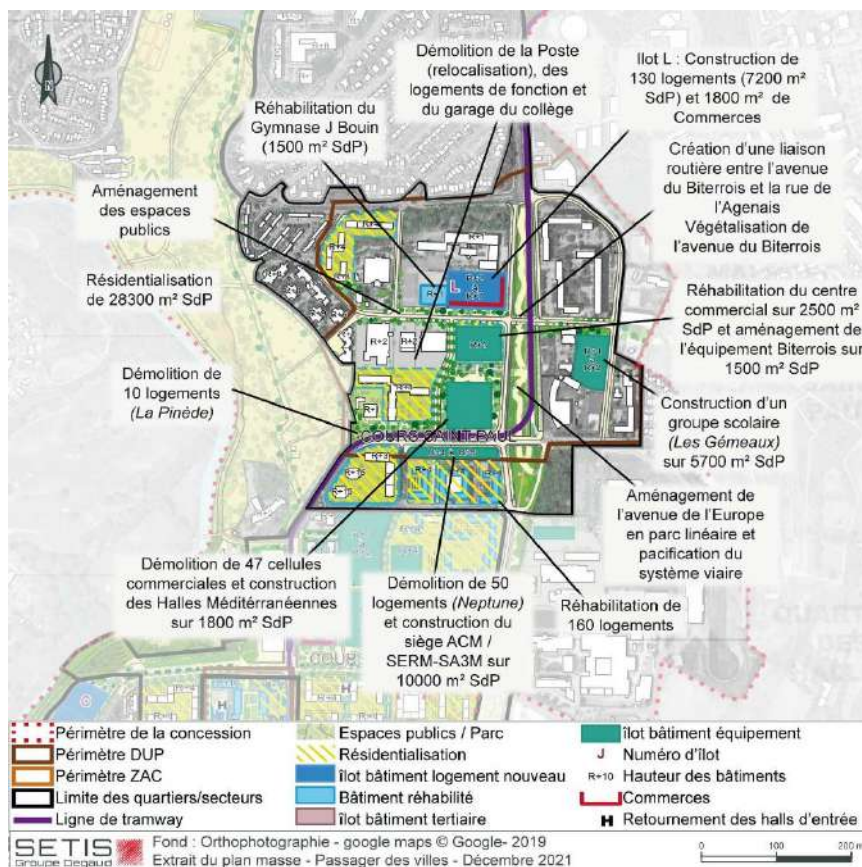 Démolition de la Poste
(relocalisation), des
logements de fonction et
du garage du collège
Ilot L : Construction de
130 logements (7200 m²
SdP) et 1800 m² de
Commerces
Réhabilitation du
Gymnase J Bouin
(1500 m² SdP)
Création d'une liaison
routière entre l'avenue
du Biterrois et la rue de
l'Agenais
Végétalisation de
l'avenue du Biterrois
Aménagement
des espaces
publics
Résidentialisation
de 28300 m² SdP
Réhabilitation du centre
commercial sur 2500 m²
SdP et aménagement de
l'équipement Biterrois sur
1500 m² SdP
Démolition de
10 logements
(La Pinède)
Construction d'un
groupe scolaire
(Les Gémeaux)
sur 5700 m² SdP
Aménagement de
l'avenue de l'Europe
en parc linéaire et
pacification du
système viaire
Démolition de 47 cellules
commerciales et construction
des Halles Méditérranéennes
sur 1800 m² SdP
Démolition de 50
logements (Neptune)
et construction du
siège ACM /
SERM-SA3M sur
10000 m² SdP
Réhabilitation de
160 logements
N
L
R+1
R+2
R+2
COURS SAINT-PAUL
COURS
H
H
Périmètre de la concession
Périmètre DUP
Périmètre ZAC
Limite des quartiers/secteurs
Ligne de tramway
Espaces publics / Parc
Résidentialisation
îlot bâtiment logement nouveau
Bâtiment réhabilité
îlot bâtiment tertiaire
îlot bâtiment équipement
J Numéro d'îlot
R+10 Hauteur des bâtiments
Commerces
H Retournement des halls d'entrée
SETIS
Groupe Degaud
Fond : Orthophotographie - google maps © Google- 2019
Extrait du plan masse - Passager des villes - Décembre 2021
0 100 200 m